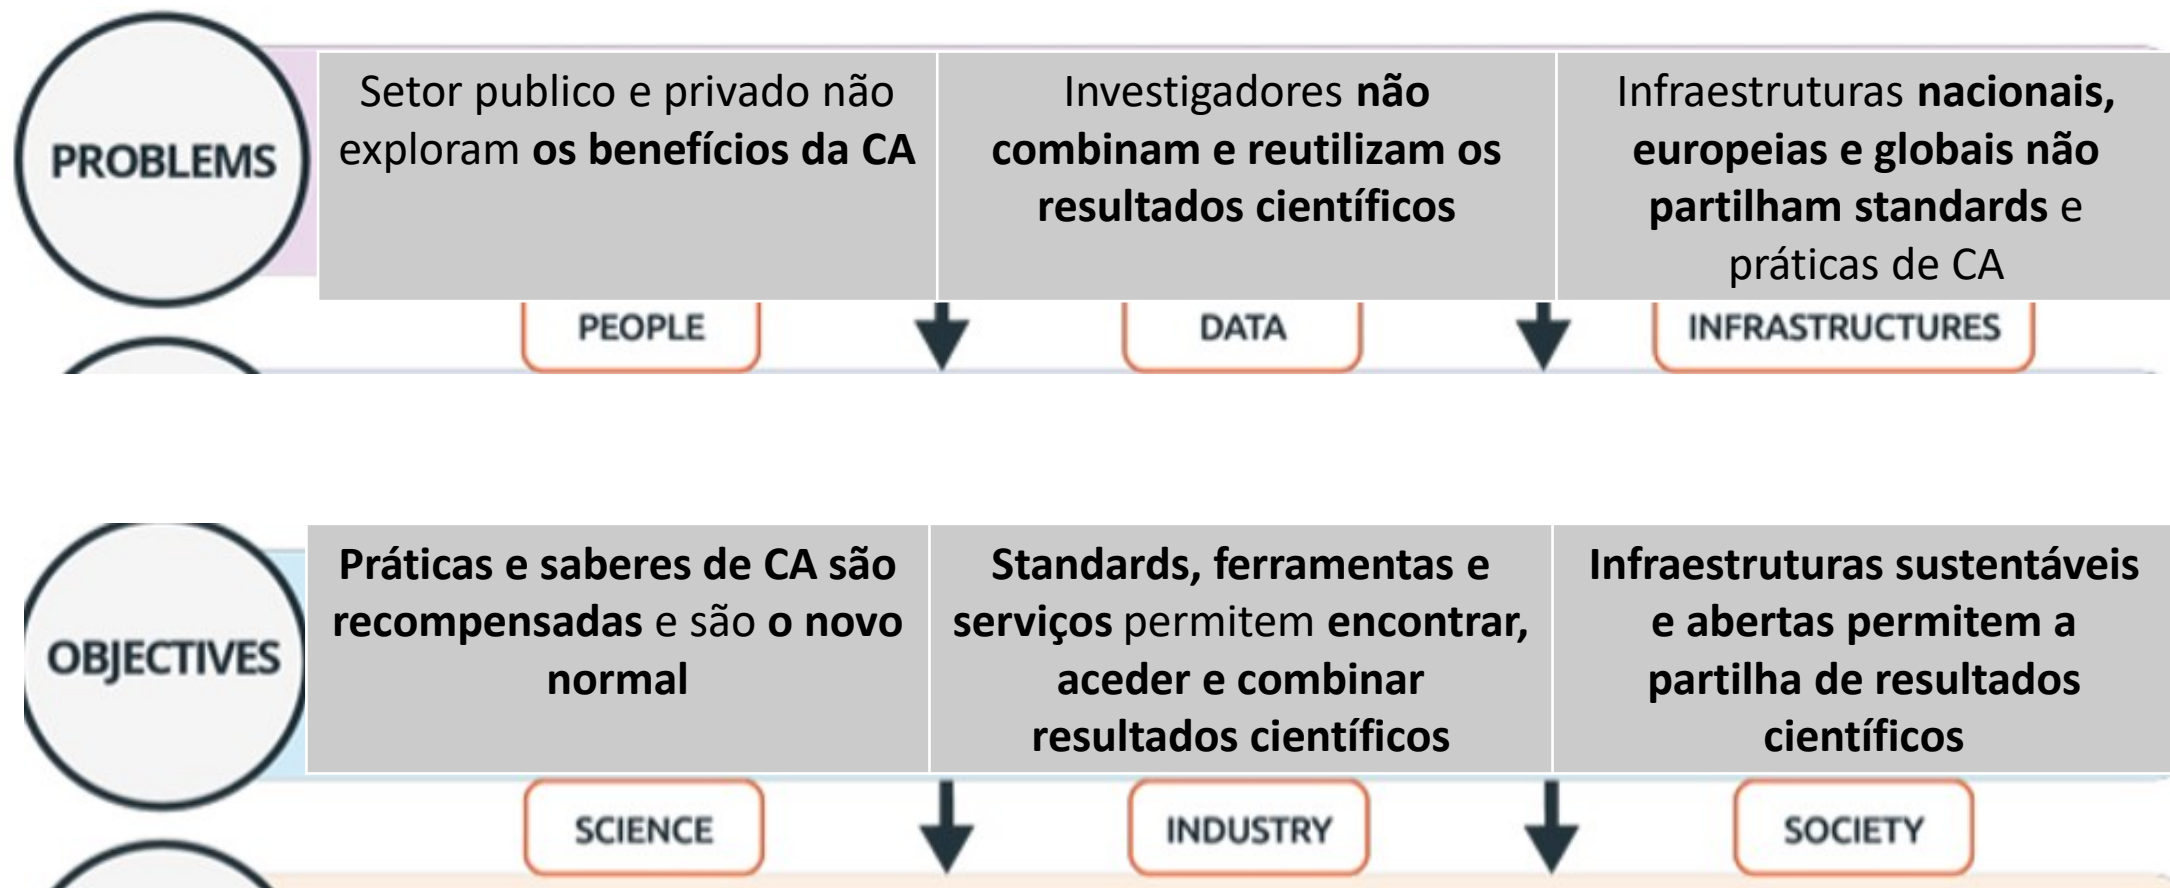 PROBLEMS
Setor publico e privado não
exploram os benefícios da CA
Investigadores não
combinam e reutilizam os
resultados científicos
Infraestruturas nacionais,
europeias e globais não
partilham standards e
práticas de CA
PEOPLE
DATA
INFRASTRUCTURES
OBJECTIVES
Práticas e saberes de CA são
recompensadas e são o novo
normal
Standards, ferramentas e
serviços permitem encontrar,
aceder e combinar
resultados científicos
Infraestruturas sustentáveis
e abertas permitem a
partilha de resultados
científicos
SCIENCE
INDUSTRY
SOCIETY